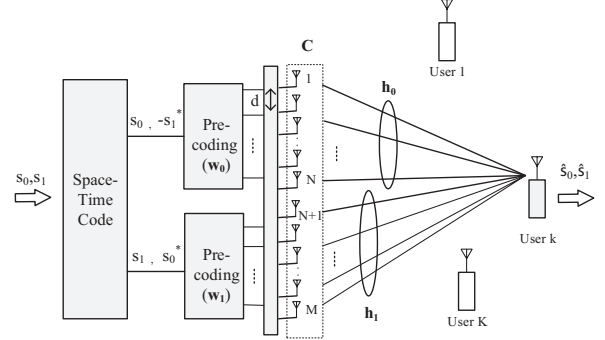 C
1
User 1
d
h₀
s₀ , -s₁*
Pre-
coding
(w₀)
s₀,s₁
Space-
Time
Code
N
ŝ₀,ŝ₁
N+1
User k
s₁ , s₀*
Pre-
coding
(w₁)
h₁
M
User K